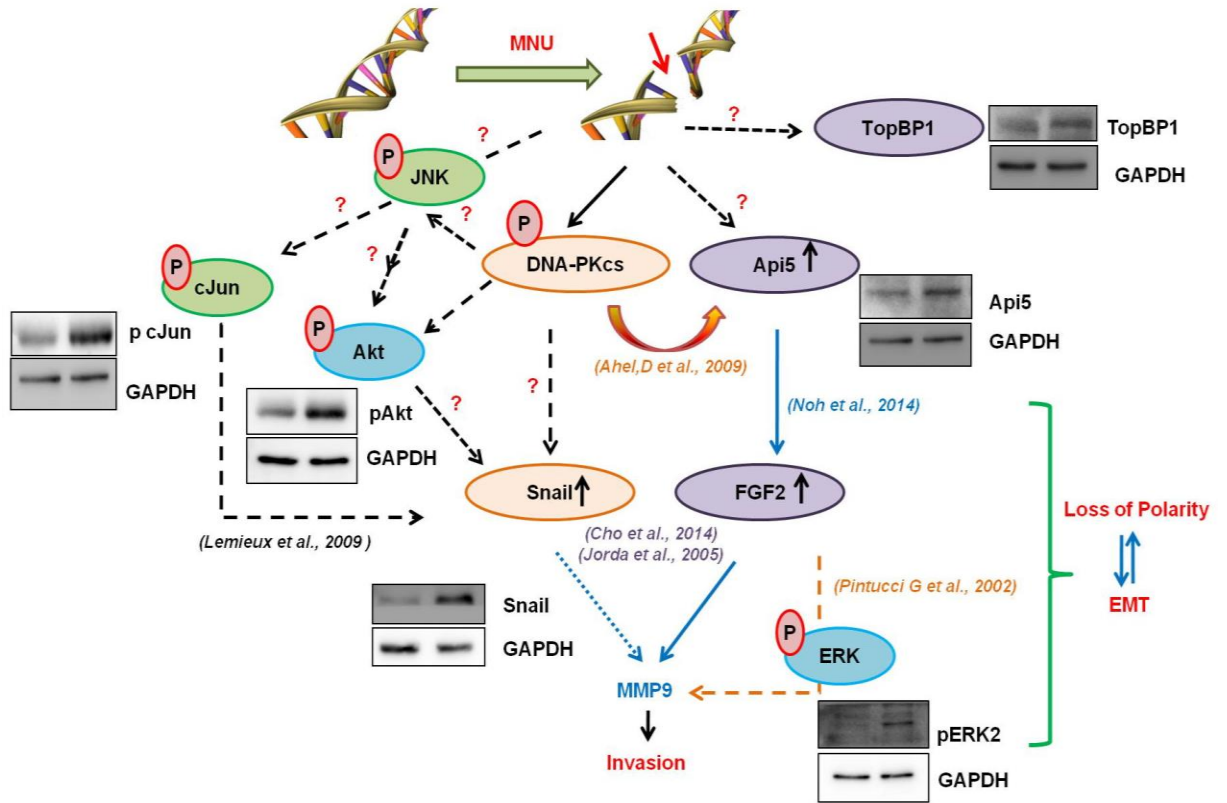 MNU
?
?
TopBP1
TopBP1
GAPDH
P
JNK
?
?
?
P
DNA-PKcs
Api5
?
P
cJun
p cJun
GAPDH
P
Akt
Api5
GAPDH
(Ahel,D et al., 2009)
pAkt
GAPDH
?
?
(Noh et al., 2014)
Snail
FGF2
(Lemieux et al., 2009 )
(Cho et al., 2014)
(Jorda et al., 2005)
Loss of Polarity
EMT
(Pintucci G et al., 2002)
Snail
GAPDH
P
ERK
MMP9
Invasion
pERK2
GAPDH